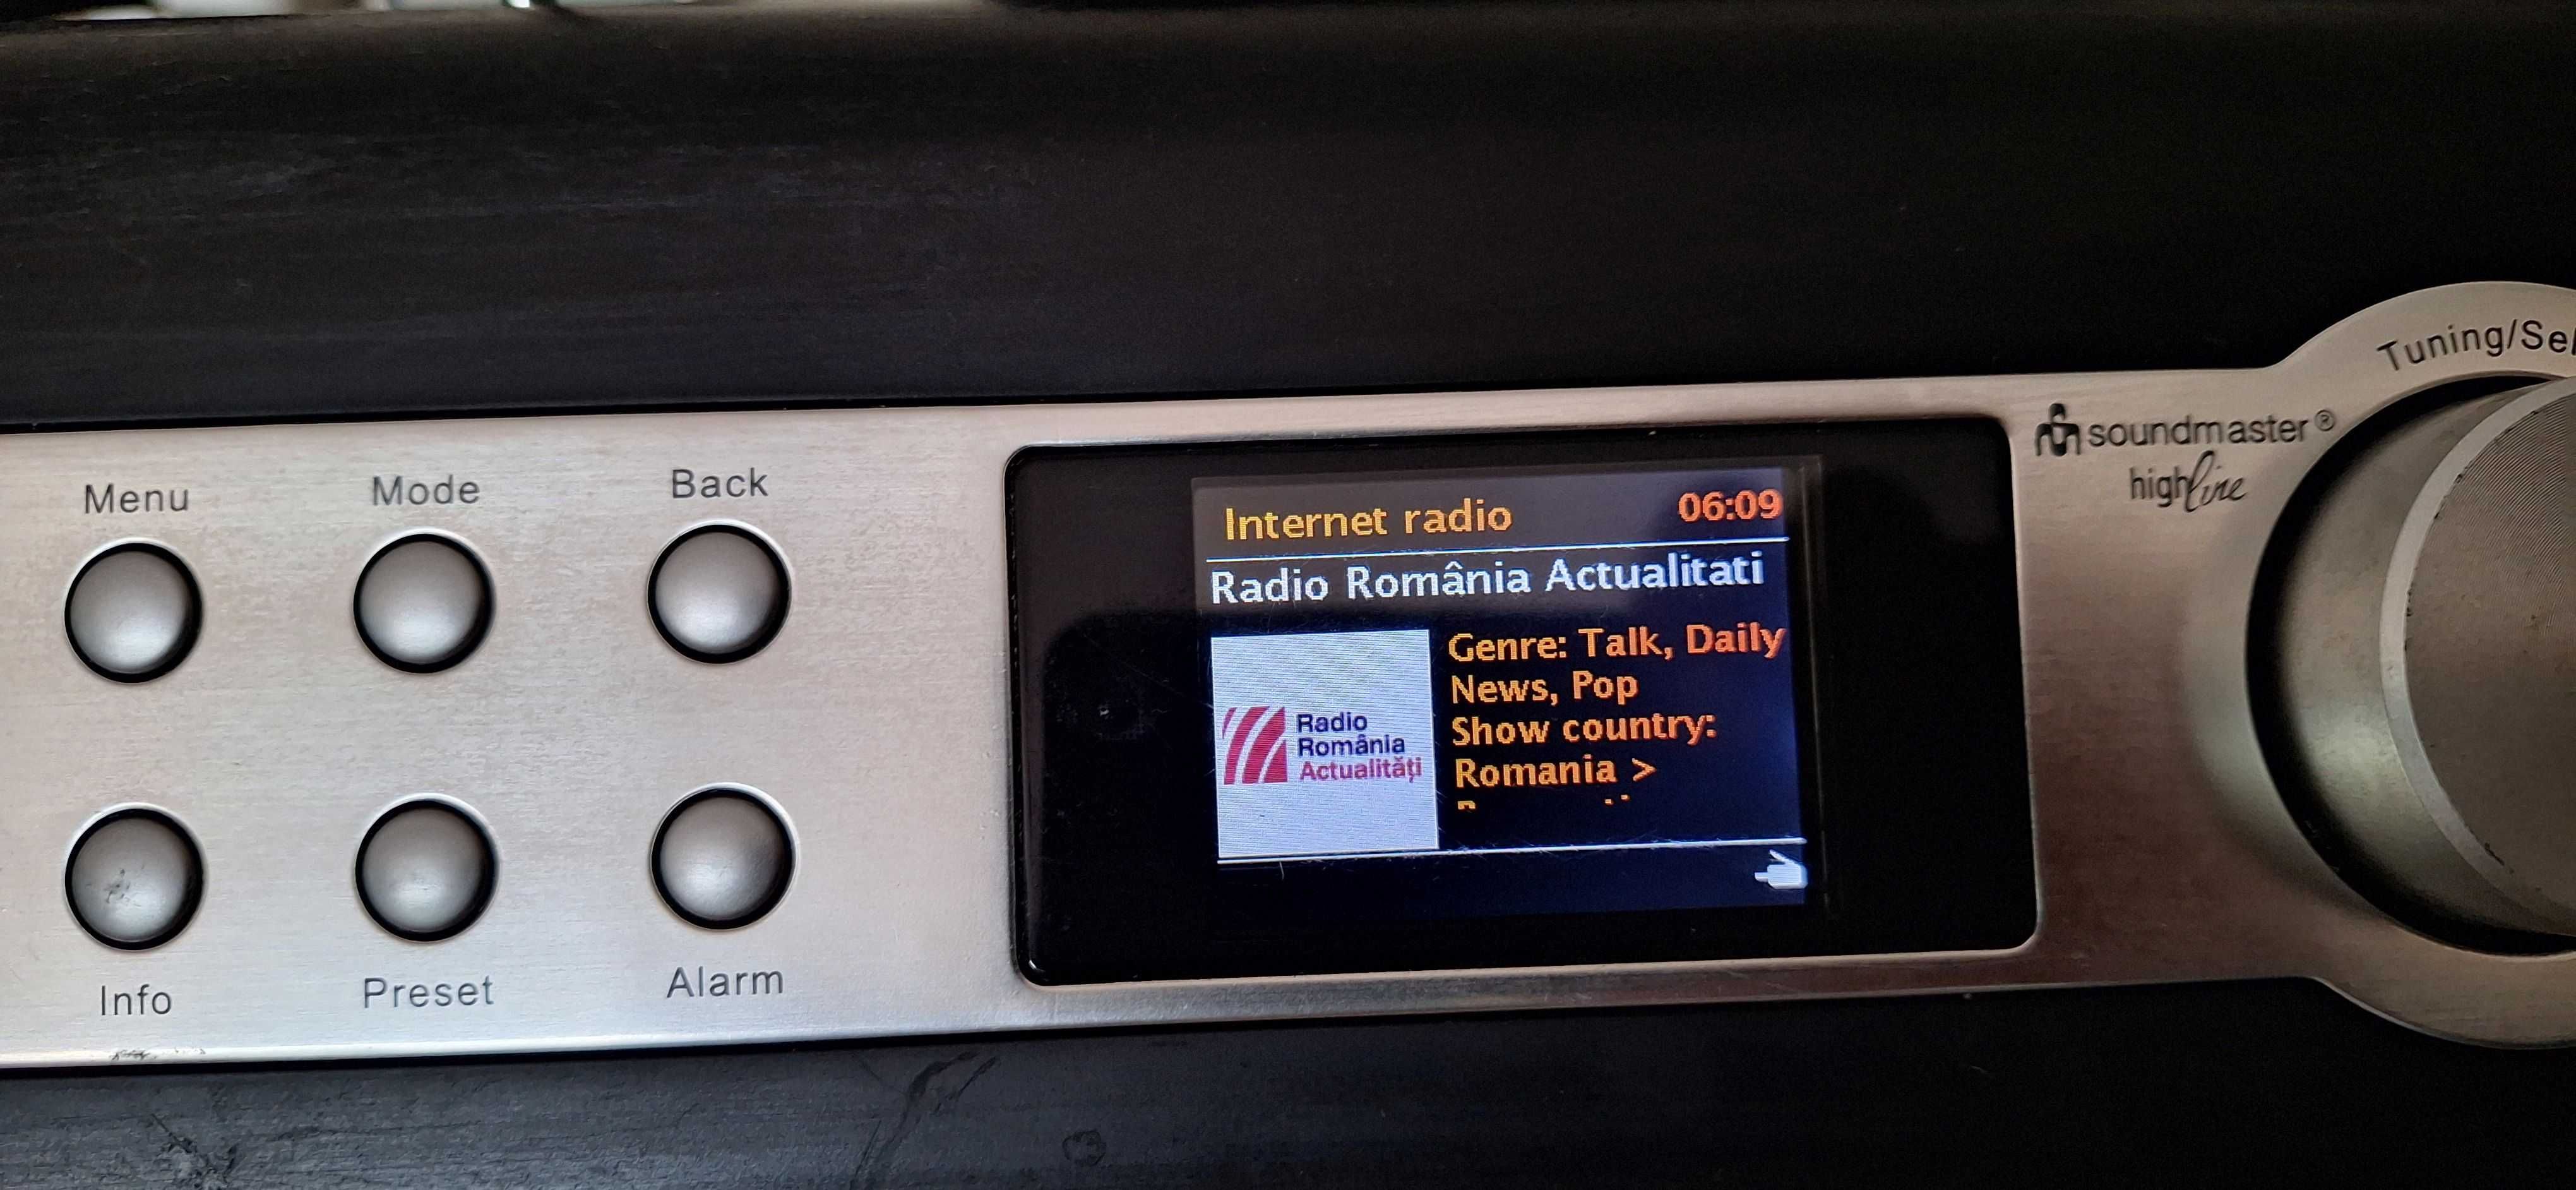 Menu
Mode
Back
Info
Preset
Alarm
Internet radio 06:09
Radio România Actualitati
Radio
România
Actualități
Genre: Talk, Daily
News, Pop
Show country:
Romania >
soundmaster®
highline
Tuning/Sel